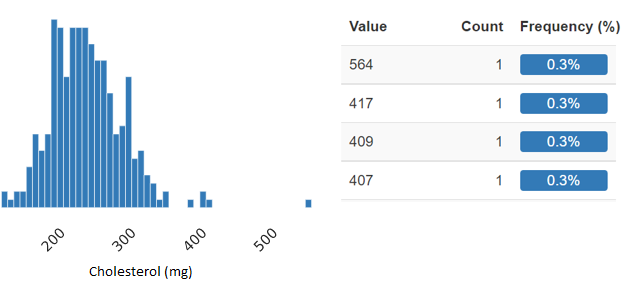 Value Count Frequency (%)
564 1 0.3%
417 1 0.3%
409 1 0.3%
407 1 0.3%
200 300 400 500
Cholesterol (mg)